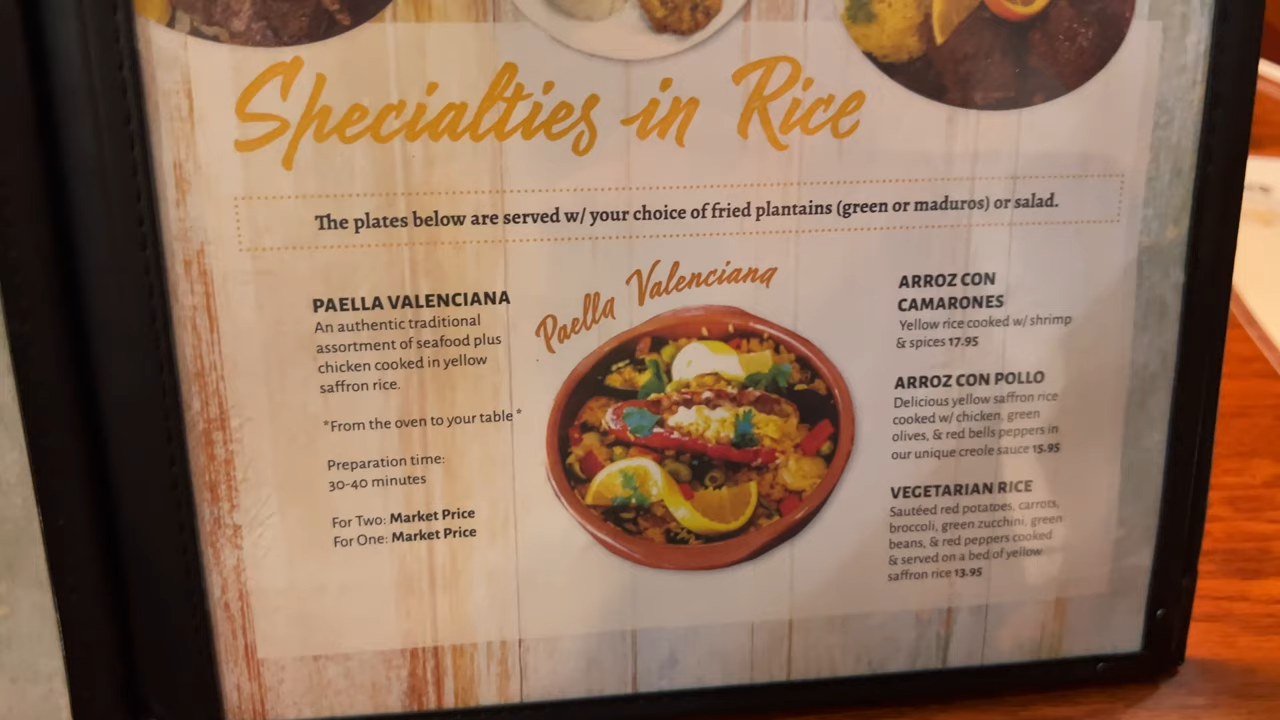 Specialties in Rice
The plates below are served w/ your choice of fried plantains (green or maduros) or salad.
PAELLA VALENCIANA
An authentic traditional
assortment of seafood plus
chicken cooked in yellow
saffron rice.
*From the oven to your table*
Preparation time:
30-40 minutes
For Two: Market Price
For One: Market Price
Paella Valenciana
ARROZ CON
CAMARONES
Yellow rice cooked w/ shrimp
& spices 17.95
ARROZ CON POLLO
Delicious yellow saffron rice
cooked w/ chicken, green
olives, & red bells peppers in
our unique creole sauce 15.95
VEGETARIAN RICE
Sautéed red potatoes, carrots,
broccoli, green zucchini, green
beans, & red peppers cooked
& served on a bed of yellow
saffron rice 13.95